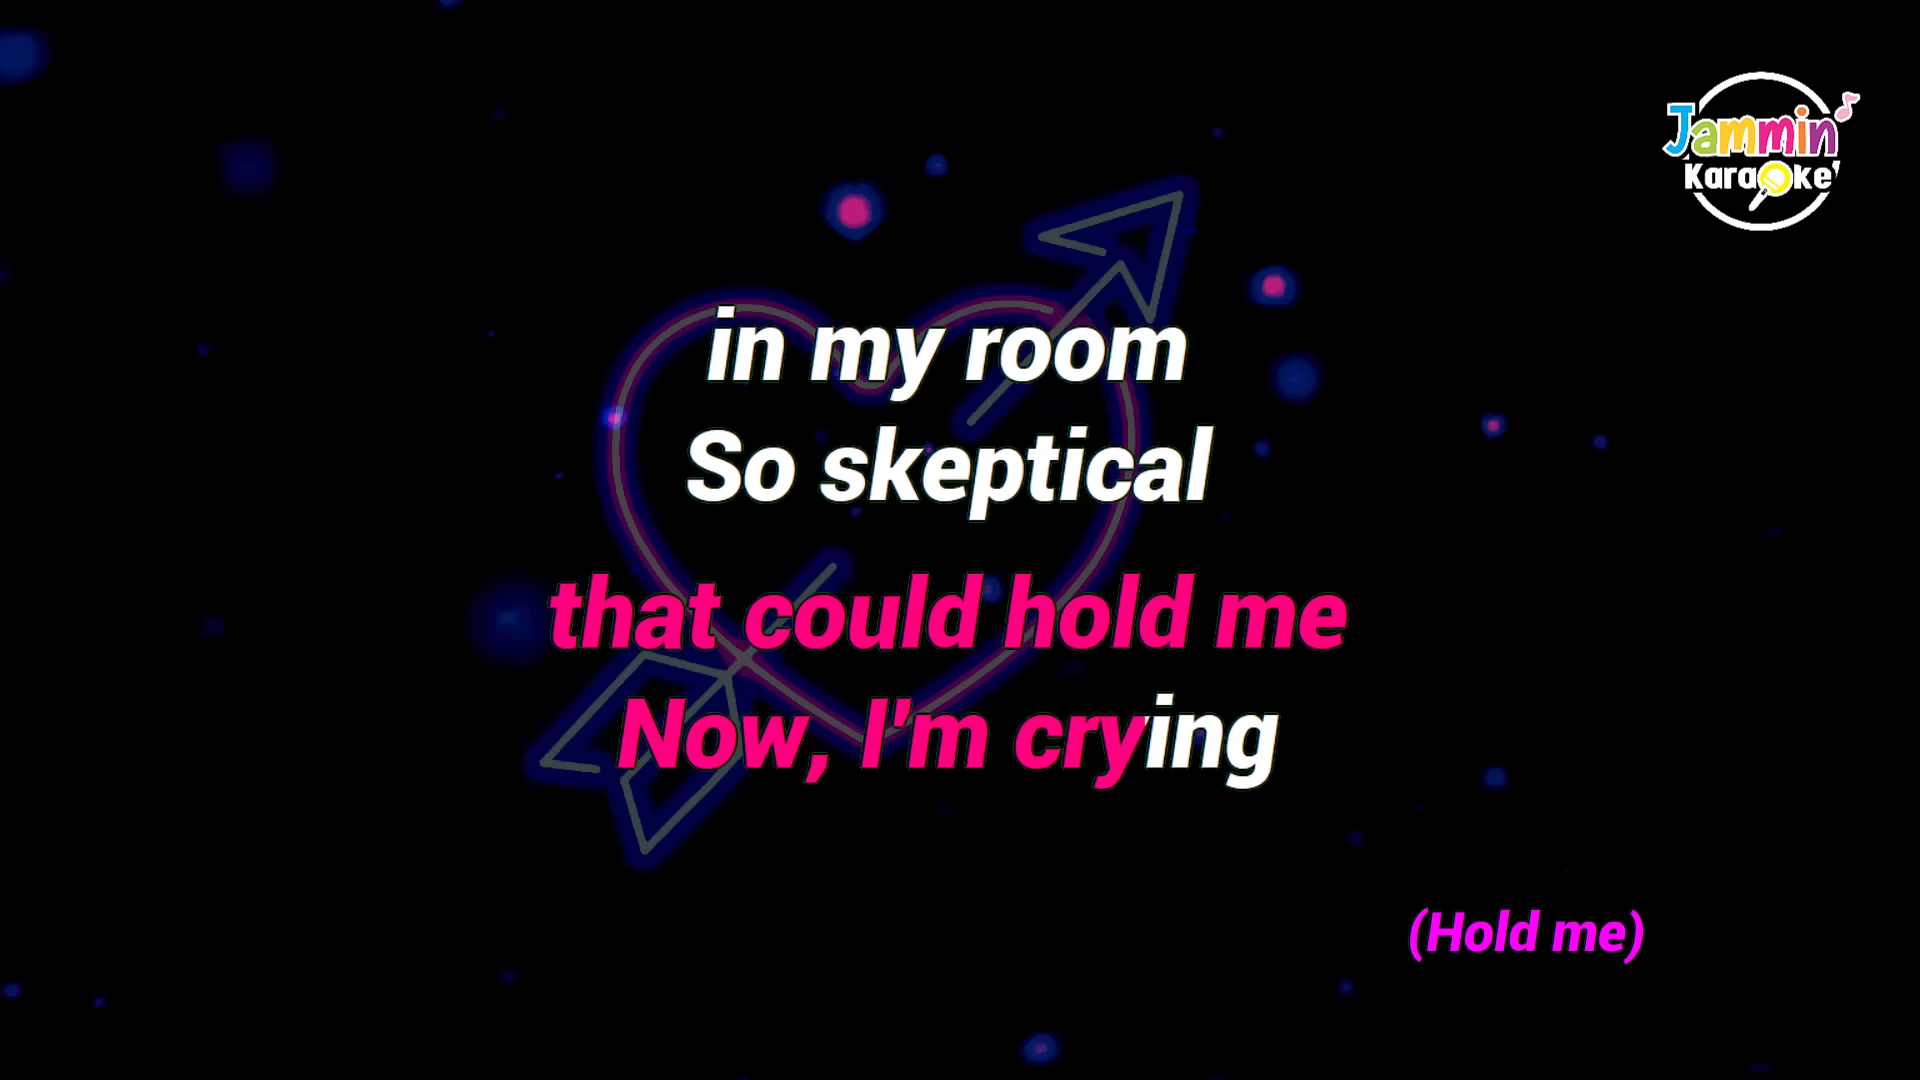 Jammin'
Karaoke
in my room
So skeptical
that could hold me
Now, I'm crying
(Hold me)